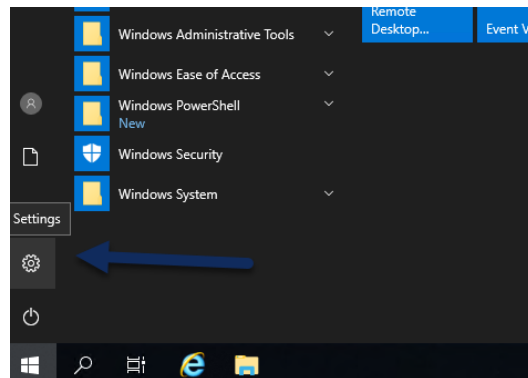 Remote
Desktop...
Event V
Windows Administrative Tools
Windows Ease of Access
Windows PowerShell
New
Windows Security
Windows System
Settings